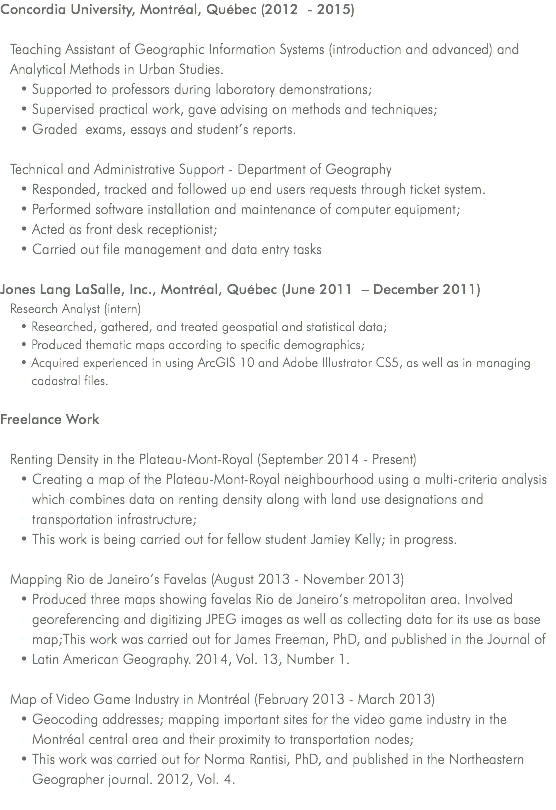 Concordia University, Montréal, Québec (2012 - 2015)
Teaching Assistant of Geographic Information Systems (introduction and advanced) and
Analytical Methods in Urban Studies.
• Supported to professors during laboratory demonstrations;
• Supervised practical work, gave advising on methods and techniques;
• Graded exams, essays and student's reports.
Technical and Administrative Support - Department of Geography
• Responded, tracked and followed up end users requests through ticket system.
• Performed software installation and maintenance of computer equipment;
• Acted as front desk receptionist;
• Carried out file management and data entry tasks
Jones Lang LaSalle, Inc., Montréal, Québec (June 2011 – December 2011)
Research Analyst (intern)
• Researched, gathered, and treated geospatial and statistical data;
• Produced thematic maps according to specific demographics;
• Acquired experienced in using ArcGIS 10 and Adobe Illustrator CS5, as well as in managing
cadastral files.
Freelance Work
Renting Density in the Plateau-Mont-Royal (September 2014 - Present)
• Creating a map of the Plateau-Mont-Royal neighbourhood using a multi-criteria analysis
which combines data on renting density along with land use designations and
transportation infrastructure;
• This work is being carried out for fellow student Jamiey Kelly; in progress.
Mapping Rio de Janeiro's Favelas (August 2013 - November 2013)
• Produced three maps showing favelas Rio de Janeiro's metropolitan area. Involved
georeferencing and digitizing JPEG images as well as collecting data for its use as base
map;This work was carried out for James Freeman, PhD, and published in the Journal of
• Latin American Geography. 2014, Vol. 13, Number 1.
Map of Video Game Industry in Montréal (February 2013 - March 2013)
• Geocoding addresses; mapping important sites for the video game industry in the
Montréal central area and their proximity to transportation nodes;
• This work was carried out for Norma Rantisi, PhD, and published in the Northeastern
Geographer journal. 2012, Vol. 4.